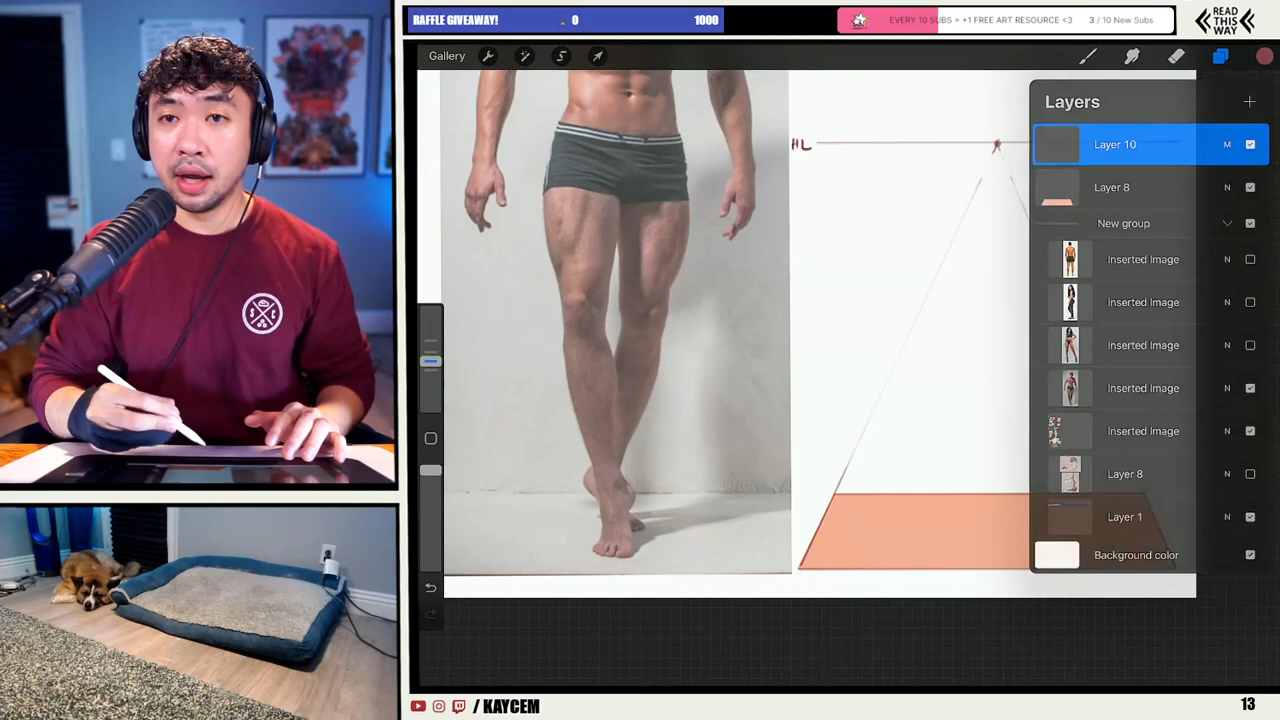 RAFFLE GIVEAWAY! 0 1000
EVERY 10 SUBS = +1 FREE ART RESOURCE <3 3 / 10 New Subs
READ
THIS
WAY
Gallery
Layers
Layer 10 M
Layer 8 N
New group
Inserted Image N
Inserted Image N
Inserted Image N
Inserted Image N
Inserted Image N
Layer 8 N
Layer 1 N
Background color
HL
S C
/ KAYCEM
13